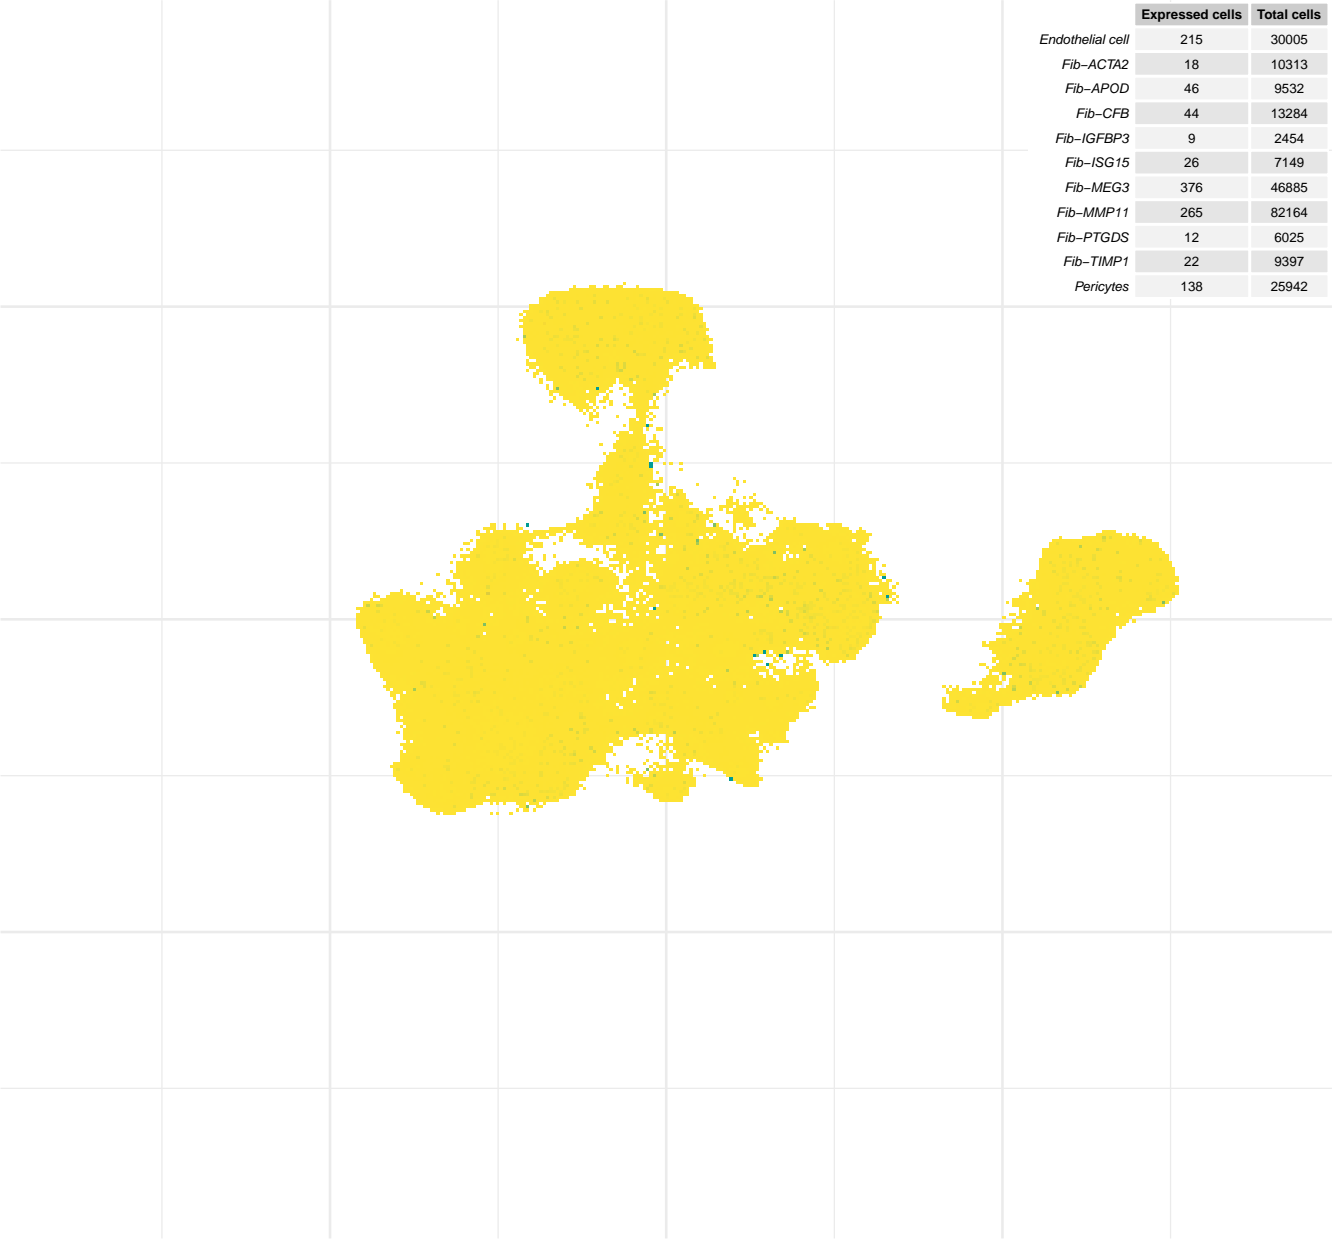 Expressed cells Total cells
Endothelial cell 215 30005
Fib−ACTA2 18 10313
Fib−APOD 46 9532
Fib−CFB 44 13284
Fib−IGFBP3 9 2454
Fib−ISG15 26 7149
Fib−MEG3 376 46885
Fib−MMP11 265 82164
Fib−PTGDS 12 6025
Fib−TIMP1 22 9397
Pericytes 138 25942